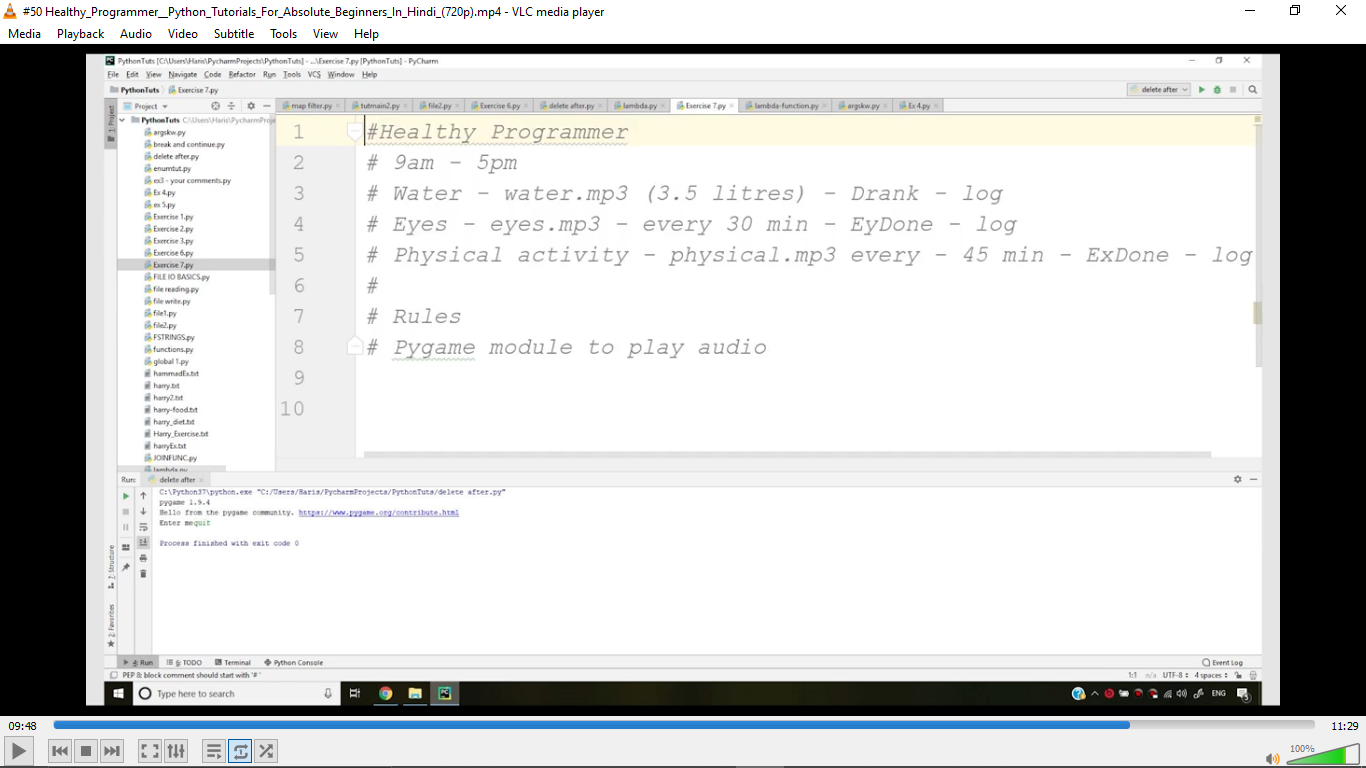 #50 Healthy_Programmer__Python_Tutorials_For_Absolute_Beginners_In_Hindi_(720p).mp4 - VLC media player
Media Playback Audio Video Subtitle Tools View Help
PythonTuts [C:\Users\Haris\PycharmProjects\PythonTuts] - ...\Exercise 7.py [PythonTuts] - PyCharm
File Edit View Navigate Code Refactor Run Tools VCS Window Help
PythonTuts Exercise 7.py
delete after
Project
map filter.py tutmain2.py file2.py Exercise 6.py delete after.py lambda.py Exercise 7.py lambda-function.py argskw.py Ex 4.py
1: Project
PythonTuts C:\Users\Haris\PycharmProje
argskw.py
break and continue.py
delete after.py
enumtut.py
ex3 - your comments.py
Ex 4.py
ex 5.py
Exercise 1.py
Exercise 2.py
Exercise 3.py
Exercise 6.py
Exercise 7.py
FILE IO BASICS.py
file reading.py
file write.py
file1.py
file2.py
FSTRINGS.py
functions.py
global 1.py
hammadEx.txt
harry.txt
harry2.txt
harry-food.txt
harry_diet.txt
Harry_Exercise.txt
harryEx.txt
JOINFUNC.py
lambda.py
1 #Healthy Programmer
2 # 9am - 5pm
3 # Water - water.mp3 (3.5 litres) - Drank - log
4 # Eyes - eyes.mp3 - every 30 min - EyDone - log
5 # Physical activity - physical.mp3 every - 45 min - ExDone - log
6 #
7 # Rules
8 # Pygame module to play audio
9
10
Run: delete after
C:\Python37\python.exe "C:/Users/Haris/PycharmProjects/PythonTuts/delete after.py"
pygame 1.9.4
Hello from the pygame community. https://www.pygame.org/contribute.html
Enter mequit
Process finished with exit code 0
7: Structure
2: Favorites
4: Run 6: TODO Terminal Python Console
Event Log
PEP 8: block comment should start with '# '
1:1 n/a UTF-8 4 spaces
Type here to search
ENG
3
09:48
11:29
100%